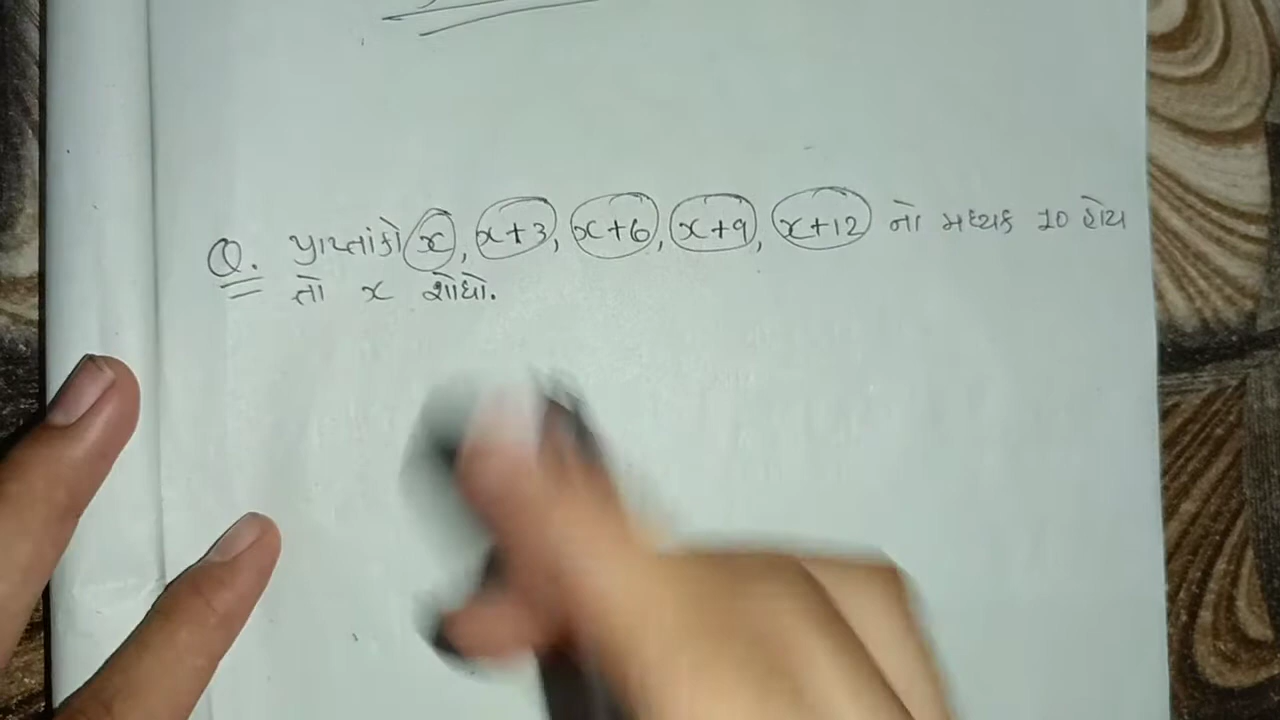 Q. પ્રાપ્તાંકો x, x+3, x+6, x+9, x+12 નો મધ્યક 10 હોય
તો x શોધો.